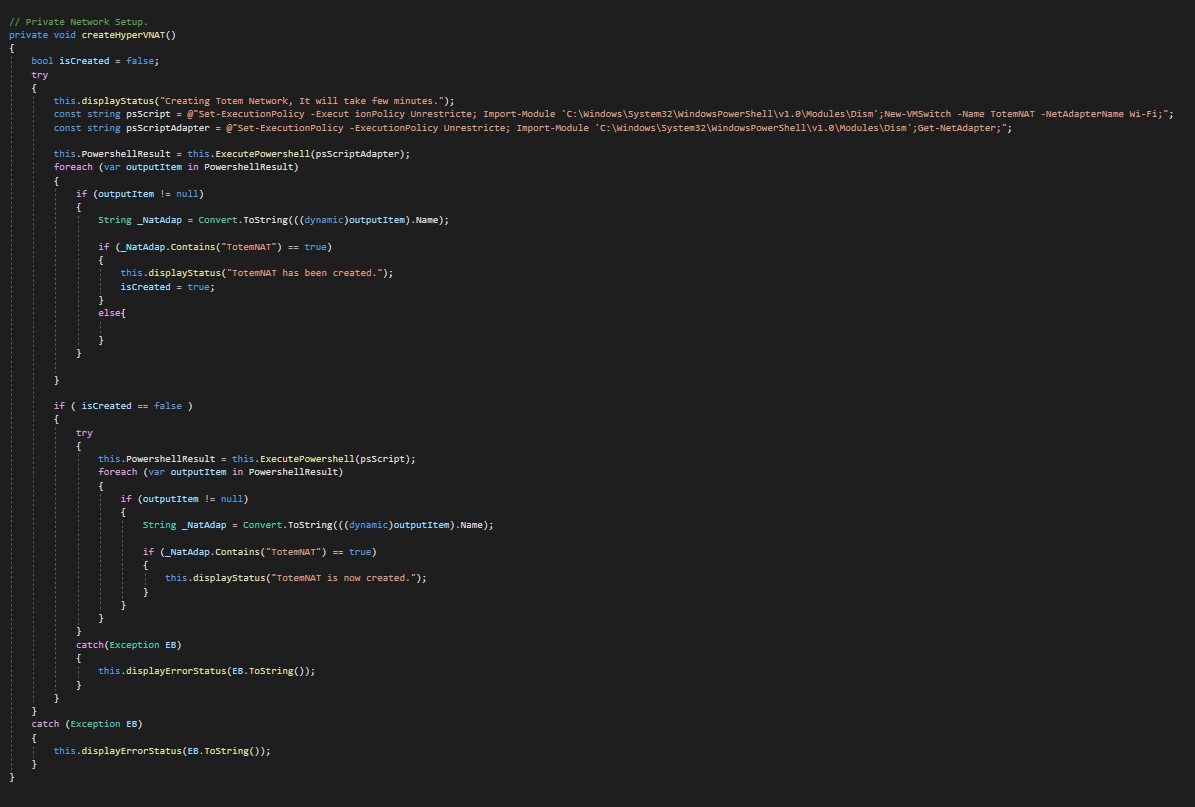 // Private Network Setup.
private void createHyperVNAT()
{
bool isCreated = false;
try
{
this.displayStatus("Creating Totem Network, It will take few minutes.");
const string psScript = @"Set-ExecutionPolicy -Execut ionPolicy Unrestricte; Import-Module 'C:\Windows\System32\WindowsPowerShell\v1.0\Modules\Dism';New-VMSwitch -Name TotemNAT -NetAdapterName Wi-Fi;";
const string psScriptAdapter = @"Set-ExecutionPolicy -ExecutionPolicy Unrestricte; Import-Module 'C:\Windows\System32\WindowsPowerShell\v1.0\Modules\Dism';Get-NetAdapter;";
this.PowershellResult = this.ExecutePowershell(psScriptAdapter);
foreach (var outputItem in PowershellResult)
{
if (outputItem != null)
{
String _NatAdap = Convert.ToString(((dynamic)outputItem).Name);
if (_NatAdap.Contains("TotemNAT") == true)
{
this.displayStatus("TotemNAT has been created.");
isCreated = true;
}
else{
}
}
}
if ( isCreated == false )
{
try
{
this.PowershellResult = this.ExecutePowershell(psScript);
foreach (var outputItem in PowershellResult)
{
if (outputItem != null)
{
String _NatAdap = Convert.ToString(((dynamic)outputItem).Name);
if (_NatAdap.Contains("TotemNAT") == true)
{
this.displayStatus("TotemNAT is now created.");
}
}
}
}
catch(Exception EB)
{
this.displayErrorStatus(EB.ToString());
}
}
}
catch (Exception EB)
{
this.displayErrorStatus(EB.ToString());
}
}